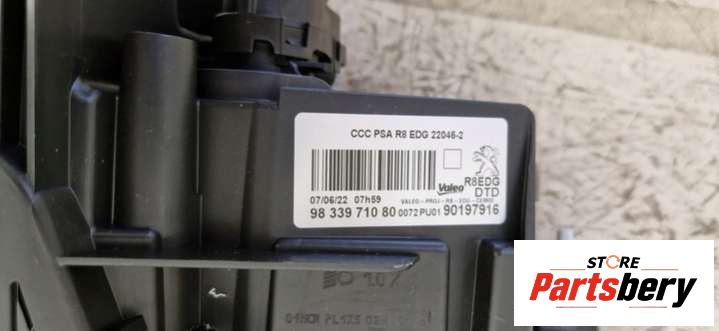 CCC PSA R8 EDG 22046-2
Valeo
R8EDG
DTD
07/06/22 07h59
98 339 710 80 0072 PU01 90197916
STORE
Partsbery